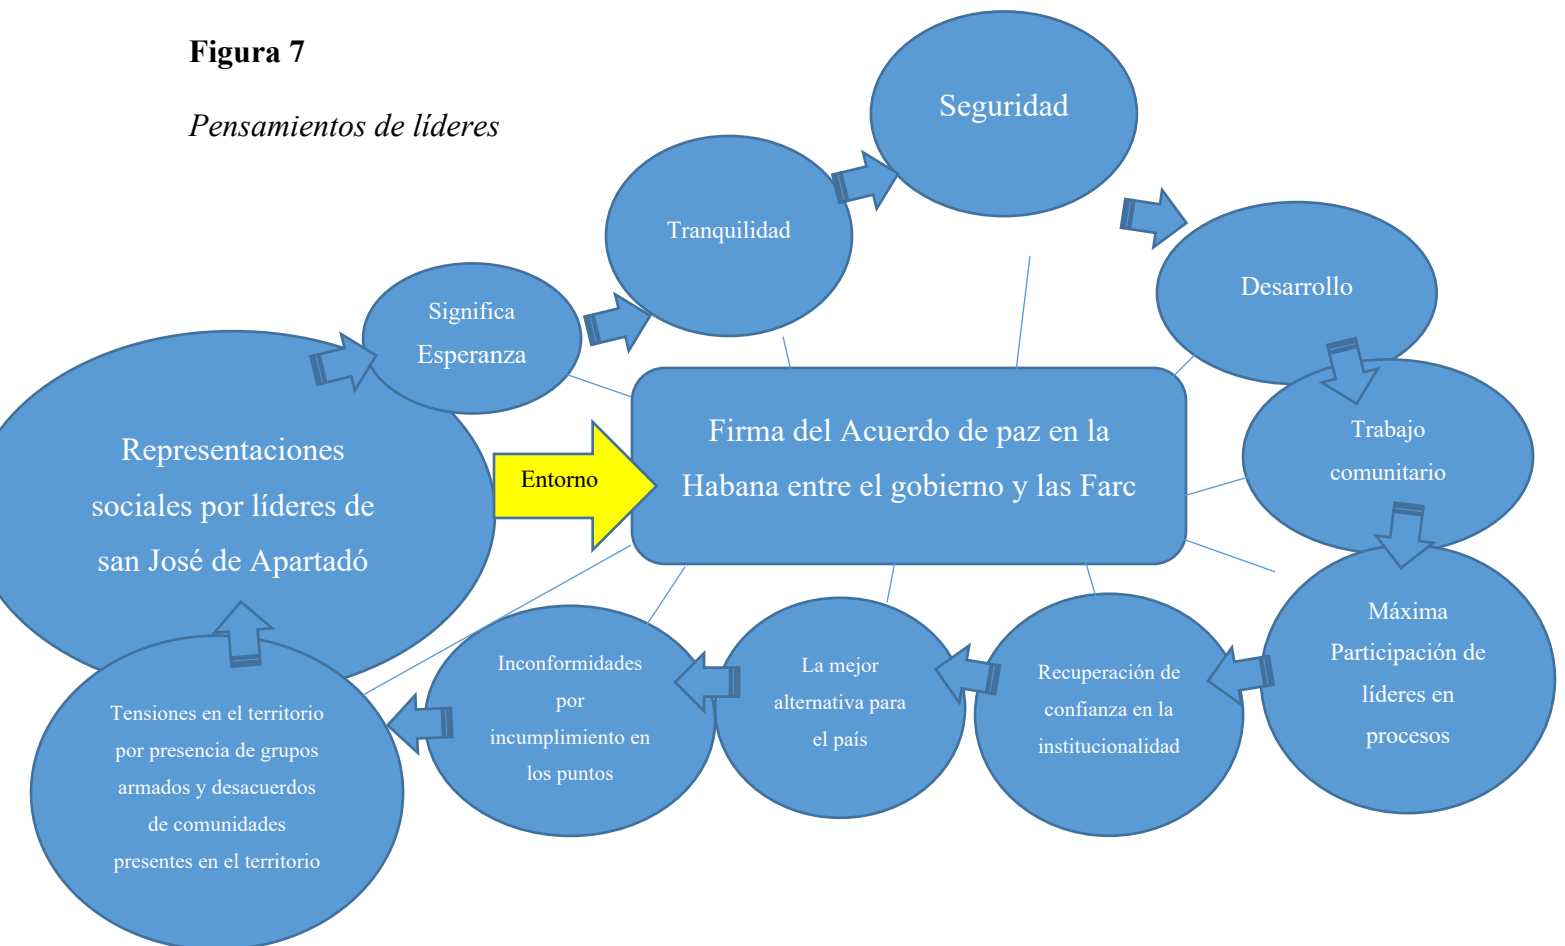 Figura 7
Pensamientos de líderes
Seguridad
Tranquilidad
Desarrollo
Significa
Esperanza
Representaciones
sociales por líderes de
san José de Apartadó
Entorno
Firma del Acuerdo de paz en la
Habana entre el gobierno y las Farc
Trabajo
comunitario
Máxima
Participación de
líderes en
procesos
Recuperación de
confianza en la
institucionalidad
La mejor
alternativa para
el país
Inconformidades
por
incumplimiento en
los puntos
Tensiones en el territorio
por presencia de grupos
armados y desacuerdos
de comunidades
presentes en el territorio